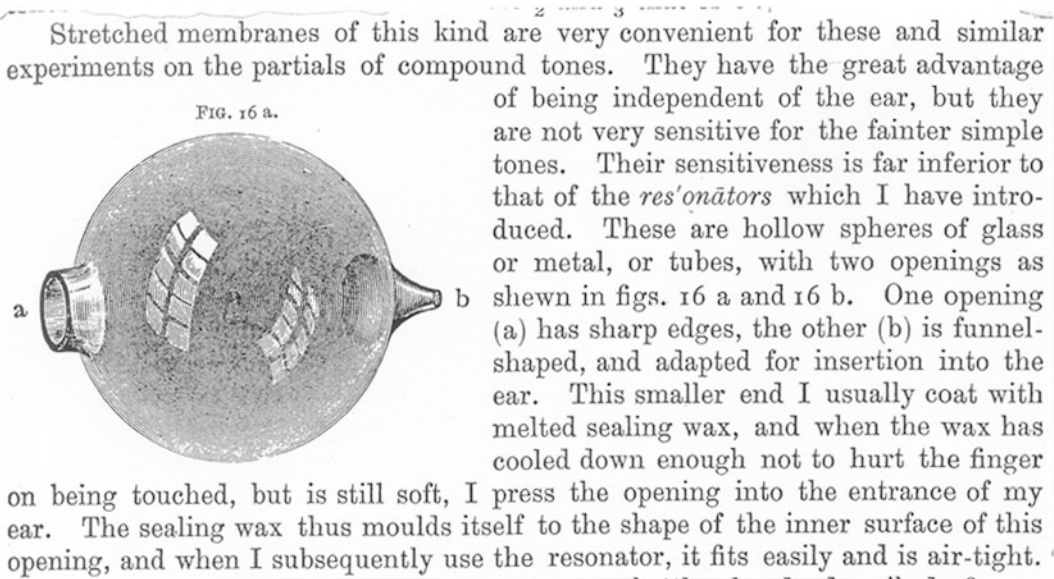 Stretched membranes of this kind are very convenient for these and similar
experiments on the partials of compound tones. They have the great advantage
FIG. 16 a.
of being independent of the ear, but they
are not very sensitive for the fainter simple
tones. Their sensitiveness is far inferior to
that of the res'onātors which I have intro-
duced. These are hollow spheres of glass
or metal, or tubes, with two openings as
a
b
shewn in figs. 16 a and 16 b. One opening
(a) has sharp edges, the other (b) is funnel-
shaped, and adapted for insertion into the
ear. This smaller end I usually coat with
melted sealing wax, and when the wax has
cooled down enough not to hurt the finger
on being touched, but is still soft, I press the opening into the entrance of my
ear. The sealing wax thus moulds itself to the shape of the inner surface of this
opening, and when I subsequently use the resonator, it fits easily and is air-tight.